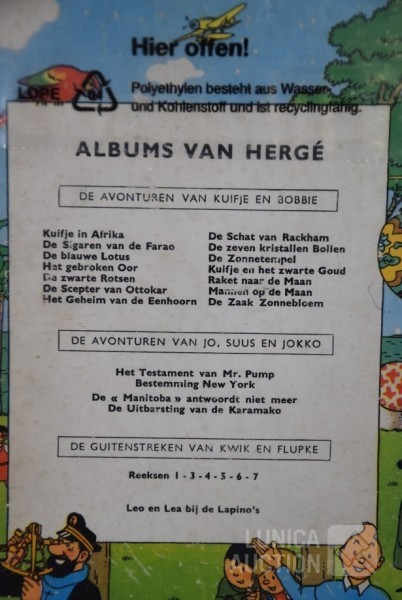 Hier offen!
LDPE
04
Polyethylen besteht aus Wasser-
und Kohlenstoff und ist recyclingfähig.
ALBUMS VAN HERGÉ
DE AVONTUREN VAN KUIFJE EN BOBBIE
Kuifje in Afrika
De Sigaren van de Farao
De blauwe Lotus
Het gebroken Oor
De zwarte Rotsen
De Scepter van Ottokar
Het Geheim van de Eenhoorn
De Schat van Rackham
De zeven kristallen Bollen
De Zonnetempel
Kuifje en het zwarte Goud
Raket naar de Maan
Mannen op de Maan
De Zaak Zonnebloem
DE AVONTUREN VAN JO, SUUS EN JOKKO
Het Testament van Mr. Pump
Bestemming New York
De « Manitoba » antwoordt niet meer
De Uitbarsting van de Karamako
DE GUITENSTREKEN VAN KWIK EN FLUPKE
Reeksen 1 - 3 - 4 - 5 - 6 - 7
Leo en Lea bij de Lapino's
LUNICA
AUCTION